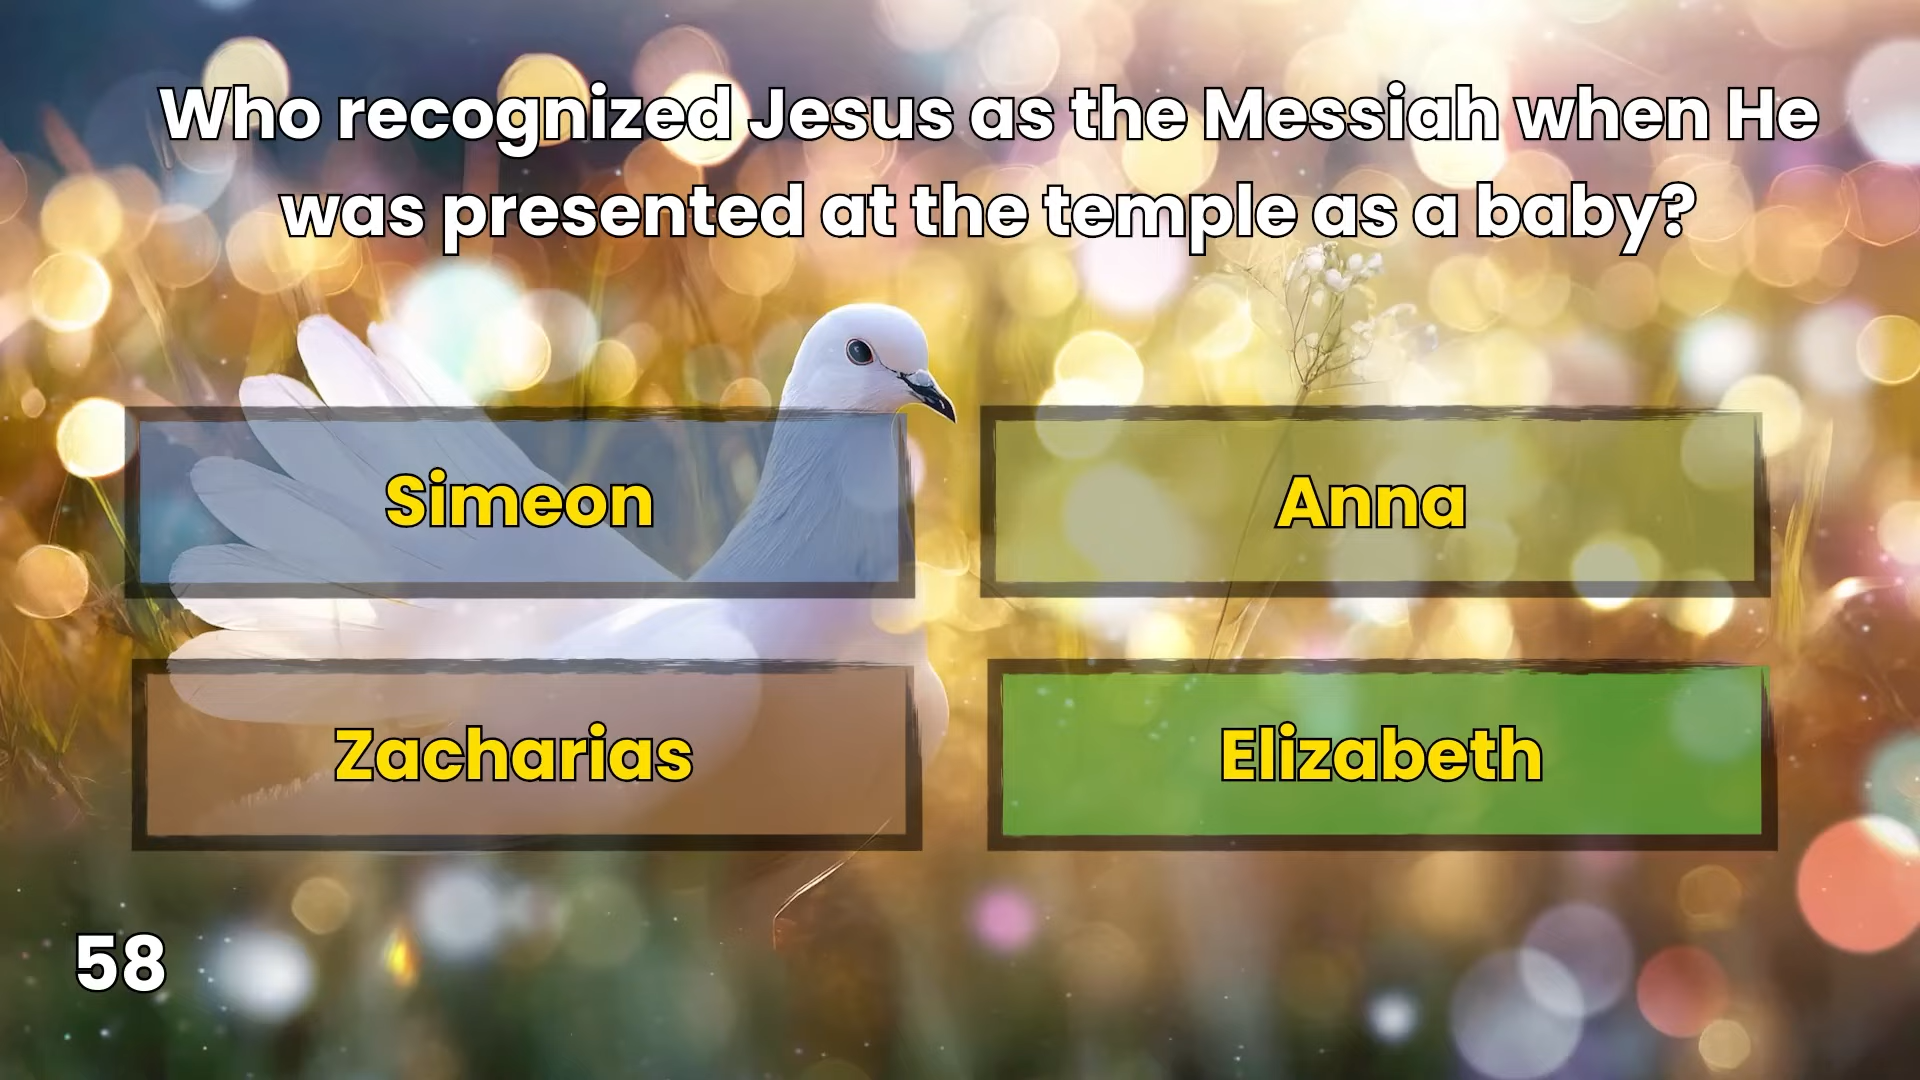 Who recognized Jesus as the Messiah when He
was presented at the temple as a baby?
Simeon
Anna
Zacharias
Elizabeth
58